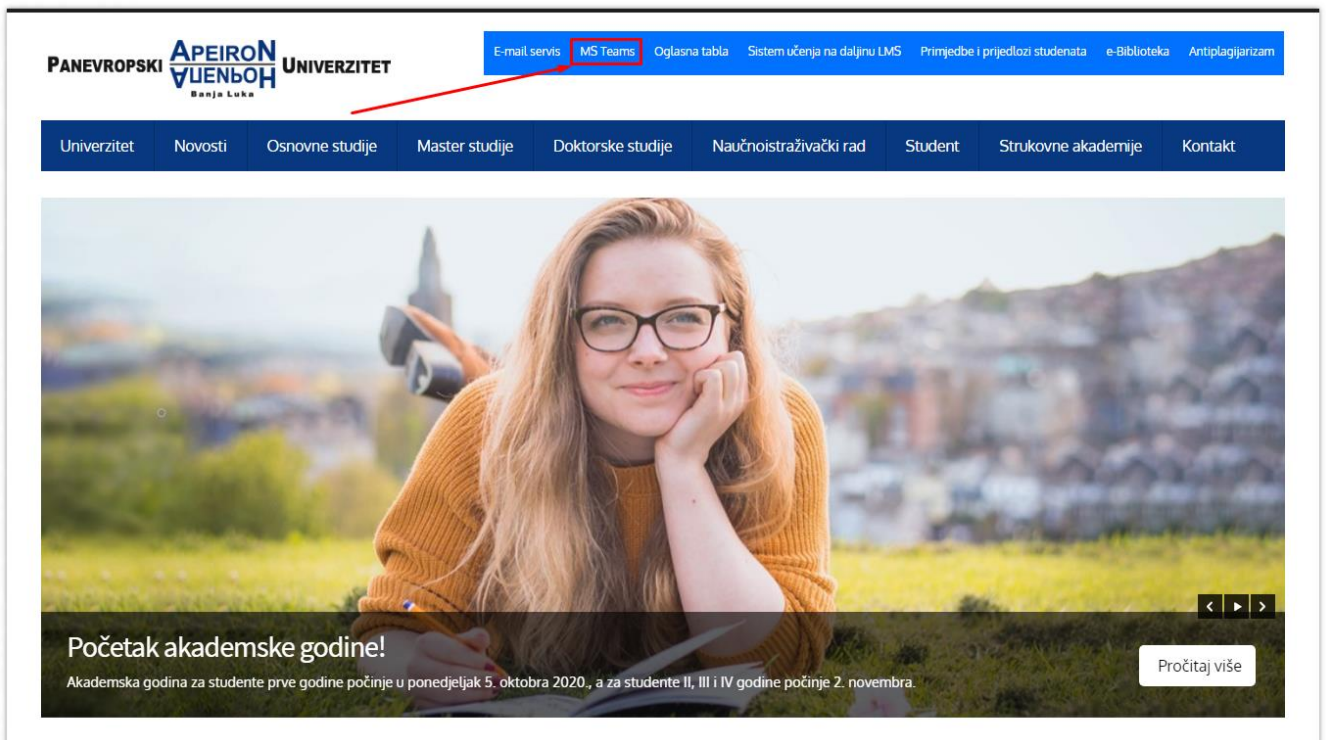 PANEVROPSKI APEIRON UNIVERZITET
АПЕИРОН
Banja Luka
E-mail servis MS Teams Oglasna tabla Sistem učenja na daljinu LMS Primjedbe i prijedlozi studenata e-Biblioteka Antiplagijarizam
Univerzitet Novosti Osnovne studije Master studije Doktorske studije Naučnoistraživački rad Student Strukovne akademije Kontakt
Početak akademske godine!
Akademska godina za studente prve godine počinje u ponedjeljak 5. oktobra 2020., a za studente II, III i IV godine počinje 2. novembra.
Pročitaj više